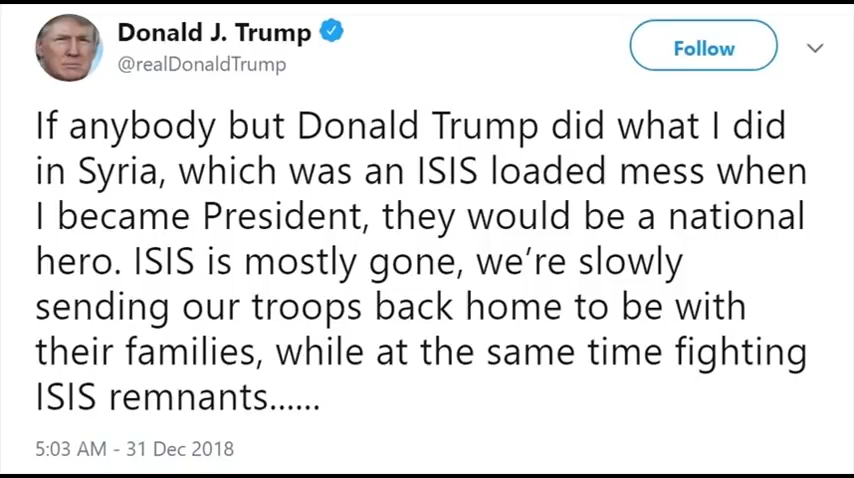 Donald J. Trump
@realDonaldTrump
Follow
If anybody but Donald Trump did what I did
in Syria, which was an ISIS loaded mess when
I became President, they would be a national
hero. ISIS is mostly gone, we’re slowly
sending our troops back home to be with
their families, while at the same time fighting
ISIS remnants......
5:03 AM - 31 Dec 2018